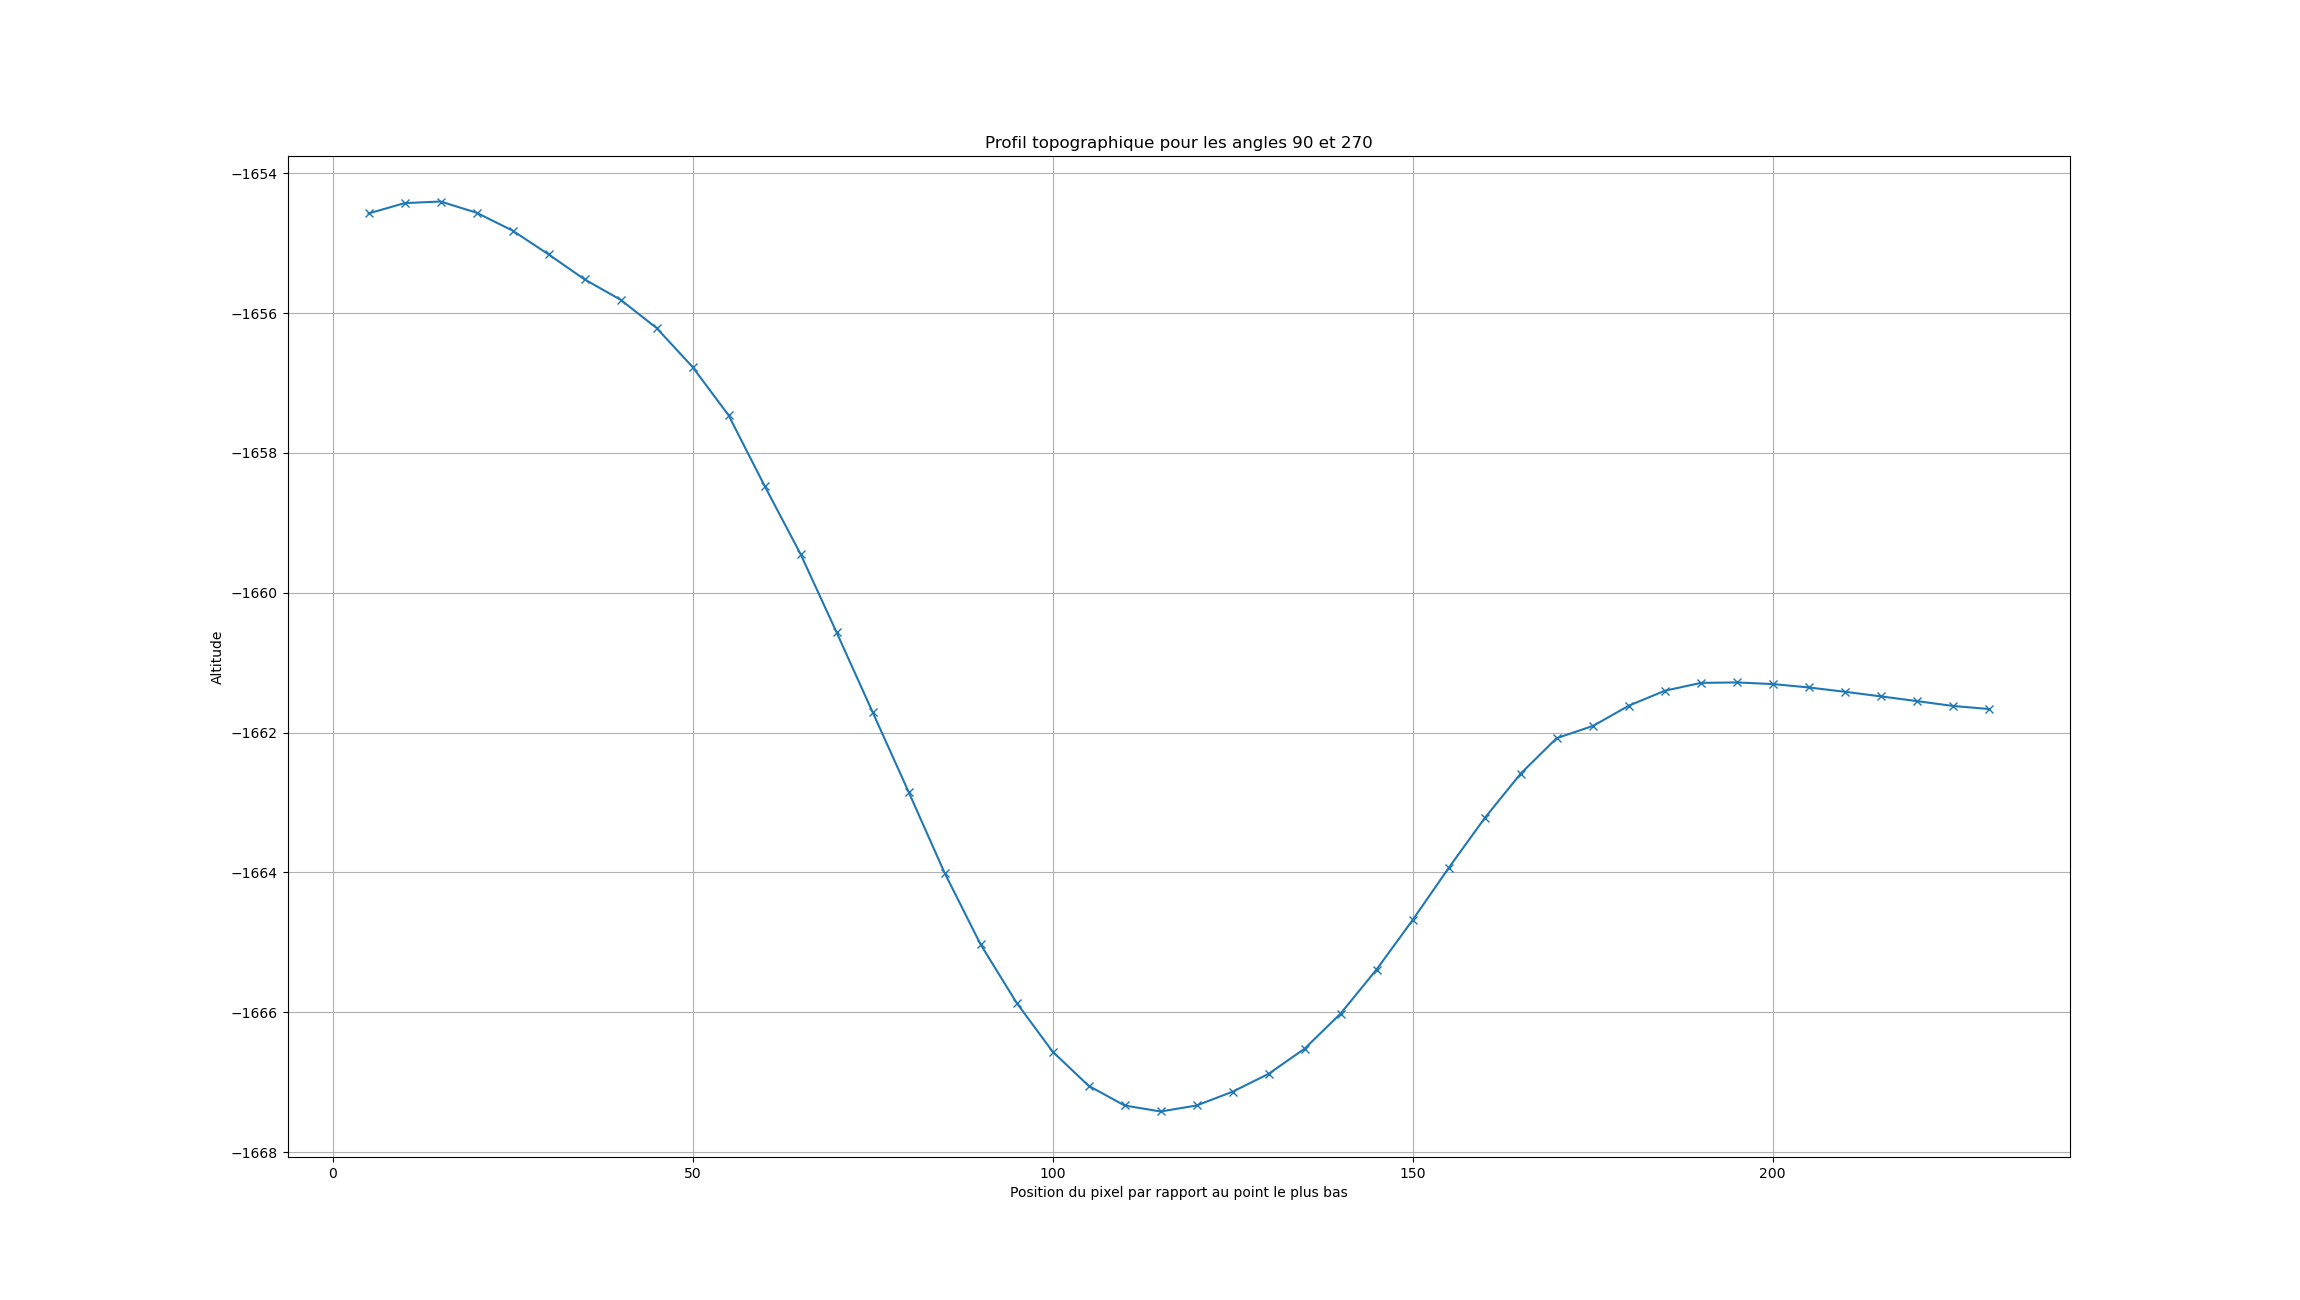 Profil topographique pour les angles 90 et 270
−1654
−1656
−1658
−1660
−1662
−1664
−1666
−1668
Altitude
0 50 100 150 200
Position du pixel par rapport au point le plus bas